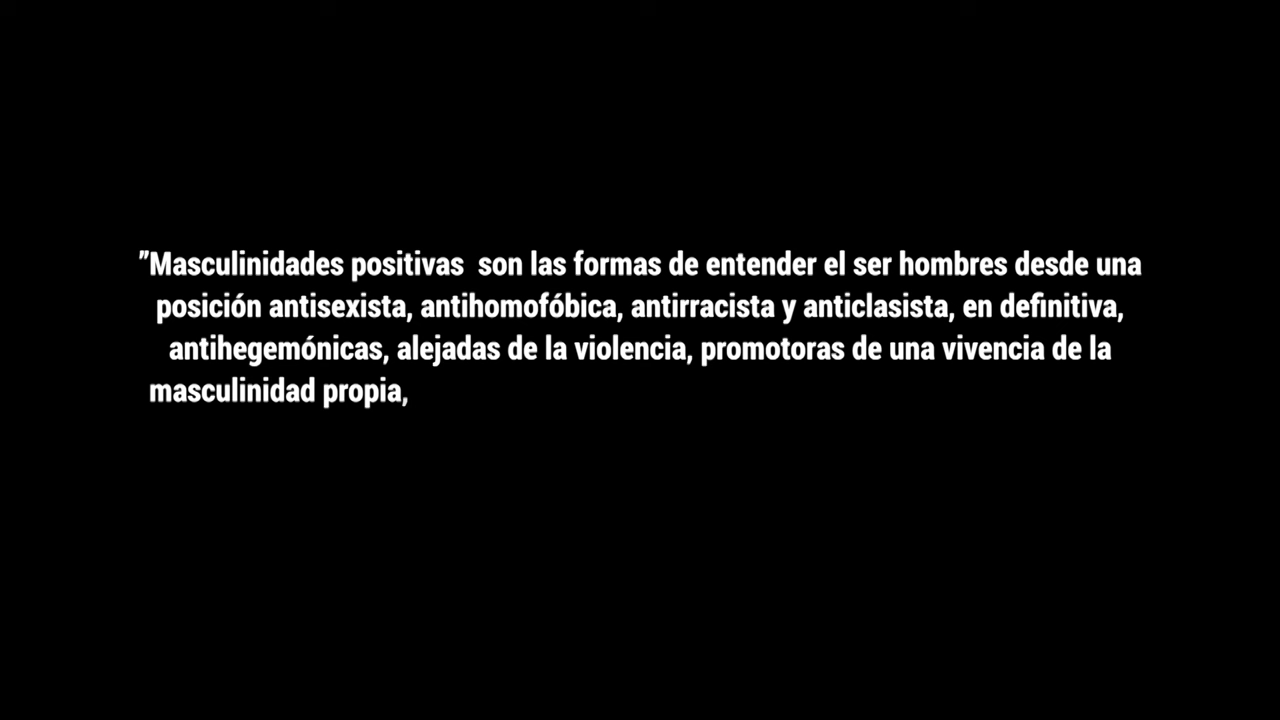 ”Masculinidades positivas  son las formas de entender el ser hombres desde una
posición antisexista, antihomofóbica, antirracista y anticlasista, en definitiva,
antihegemónicas, alejadas de la violencia, promotoras de una vivencia de la
masculinidad propia,